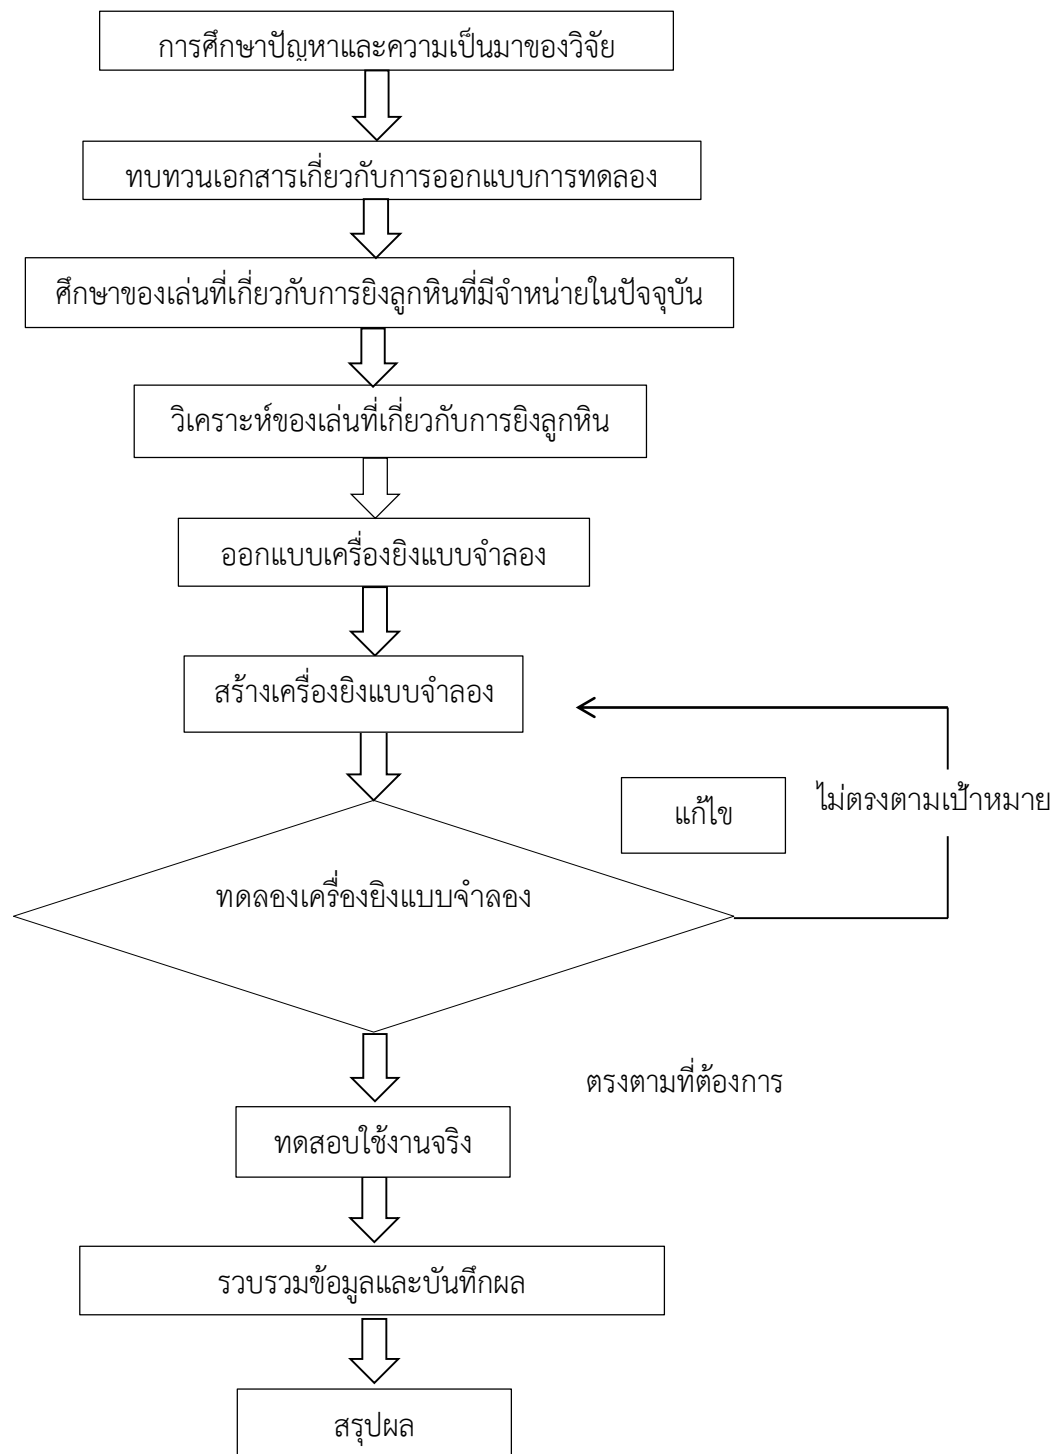 การศึกษาปัญหาและความเป็นมาของวิจัย
ทบทวนเอกสารเกี่ยวกับการออกแบบการทดลอง
ศึกษาของเล่นที่เกี่ยวกับการยิงลูกหินที่มีจำหน่ายในปัจจุบัน
วิเคราะห์ของเล่นที่เกี่ยวกับการยิงลูกหิน
ออกแบบเครื่องยิงแบบจำลอง
สร้างเครื่องยิงแบบจำลอง
แก้ไข
ไม่ตรงตามเป้าหมาย
ทดลองเครื่องยิงแบบจำลอง
ตรงตามที่ต้องการ
ทดสอบใช้งานจริง
รวบรวมข้อมูลและบันทึกผล
สรุปผล